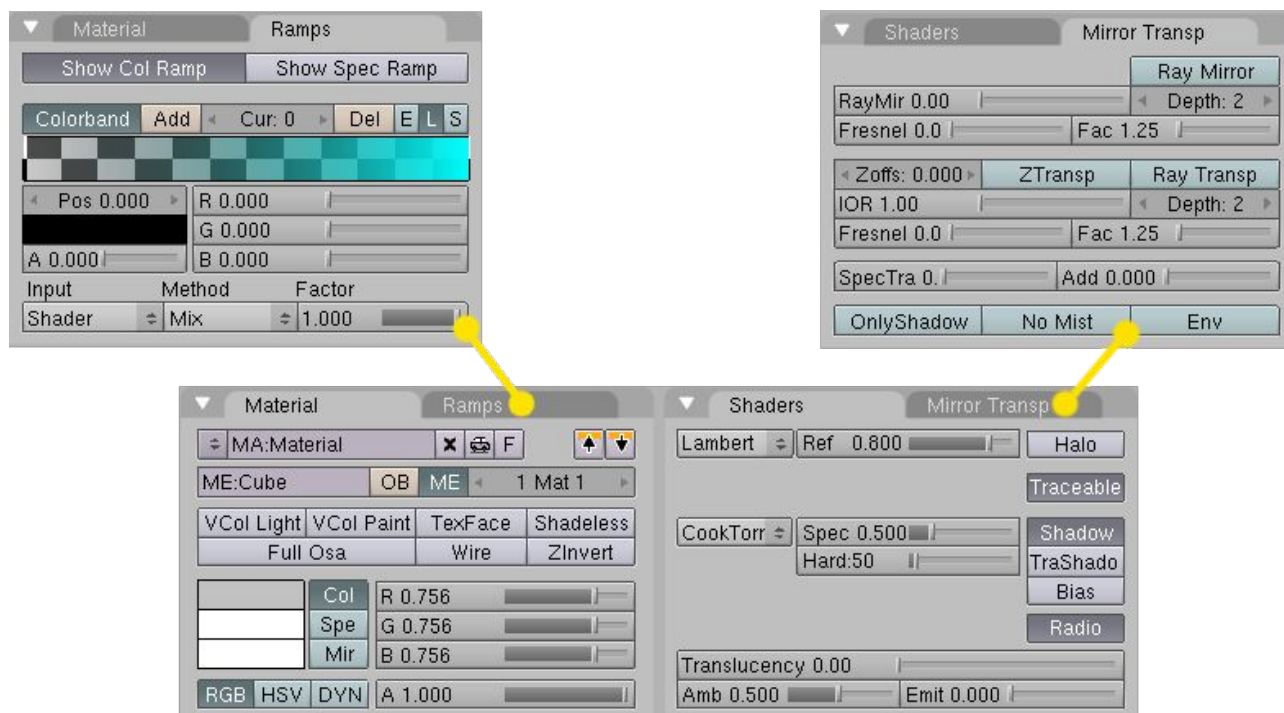 Material Ramps
Show Col Ramp Show Spec Ramp
Colorband Add Cur: 0 Del E L S
Pos 0.000 R 0.000
G 0.000
A 0.000 B 0.000
Input Method Factor
Shader Mix 1.000
Shaders Mirror Transp
Ray Mirror
RayMir 0.00 Depth: 2
Fresnel 0.0 Fac 1.25
Zoffs: 0.000 ZTransp Ray Transp
IOR 1.00 Depth: 2
Fresnel 0.0 Fac 1.25
SpecTra 0. Add 0.000
OnlyShadow No Mist Env
Material Ramps
MA:Material F
ME:Cube OB ME 1 Mat 1
VCol Light VCol Paint TexFace Shadeless
Full Osa Wire ZInvert
Col R 0.756
Spe G 0.756
Mir B 0.756
RGB HSV DYN A 1.000
Shaders Mirror Transp
Lambert Ref 0.800 Halo
Traceable
CookTorr Spec 0.500 Shadow
Hard:50 TraShado
Bias
Radio
Translucency 0.00
Amb 0.500 Emit 0.000